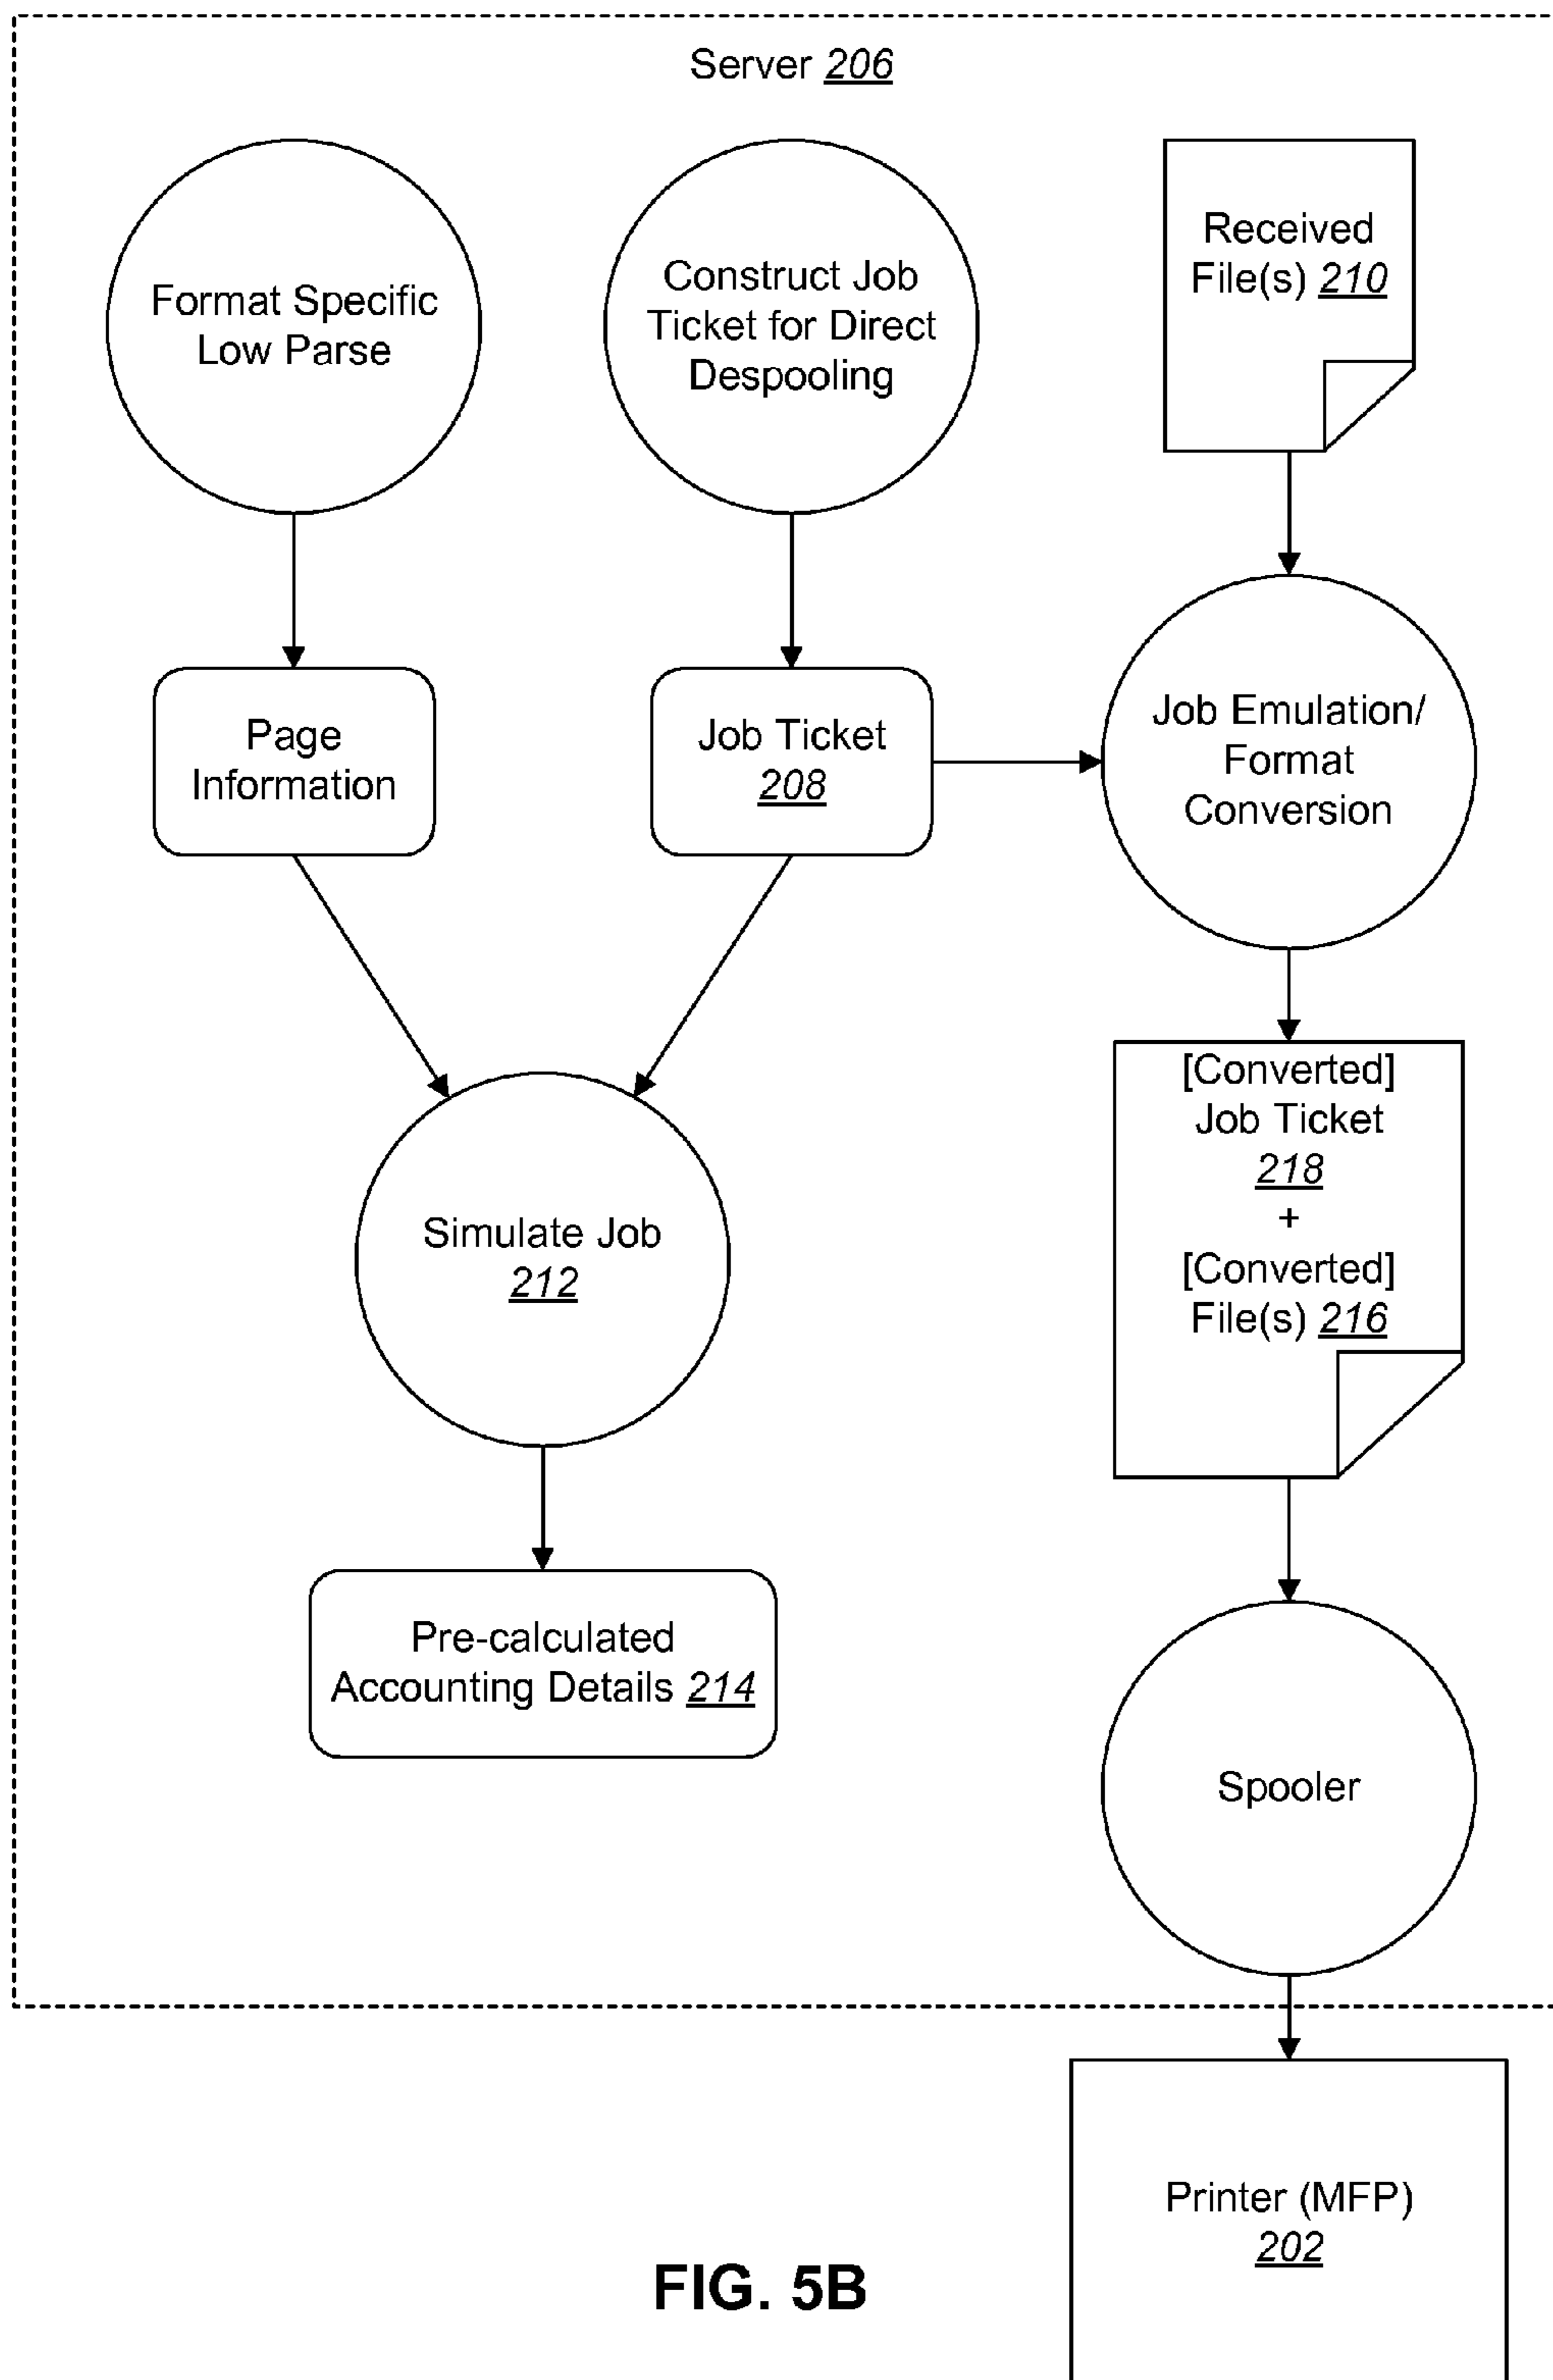 Server 206
Format Specific
Low Parse
Construct Job
Ticket for Direct
Despooling
Received
File(s) 210
Page
Information
Job Ticket
208
Job Emulation/
Format
Conversion
[Converted]
Job Ticket
218
+
[Converted]
File(s) 216
Simulate Job
212
Pre-calculated
Accounting Details 214
Spooler
Printer (MFP)
202
FIG. 5B